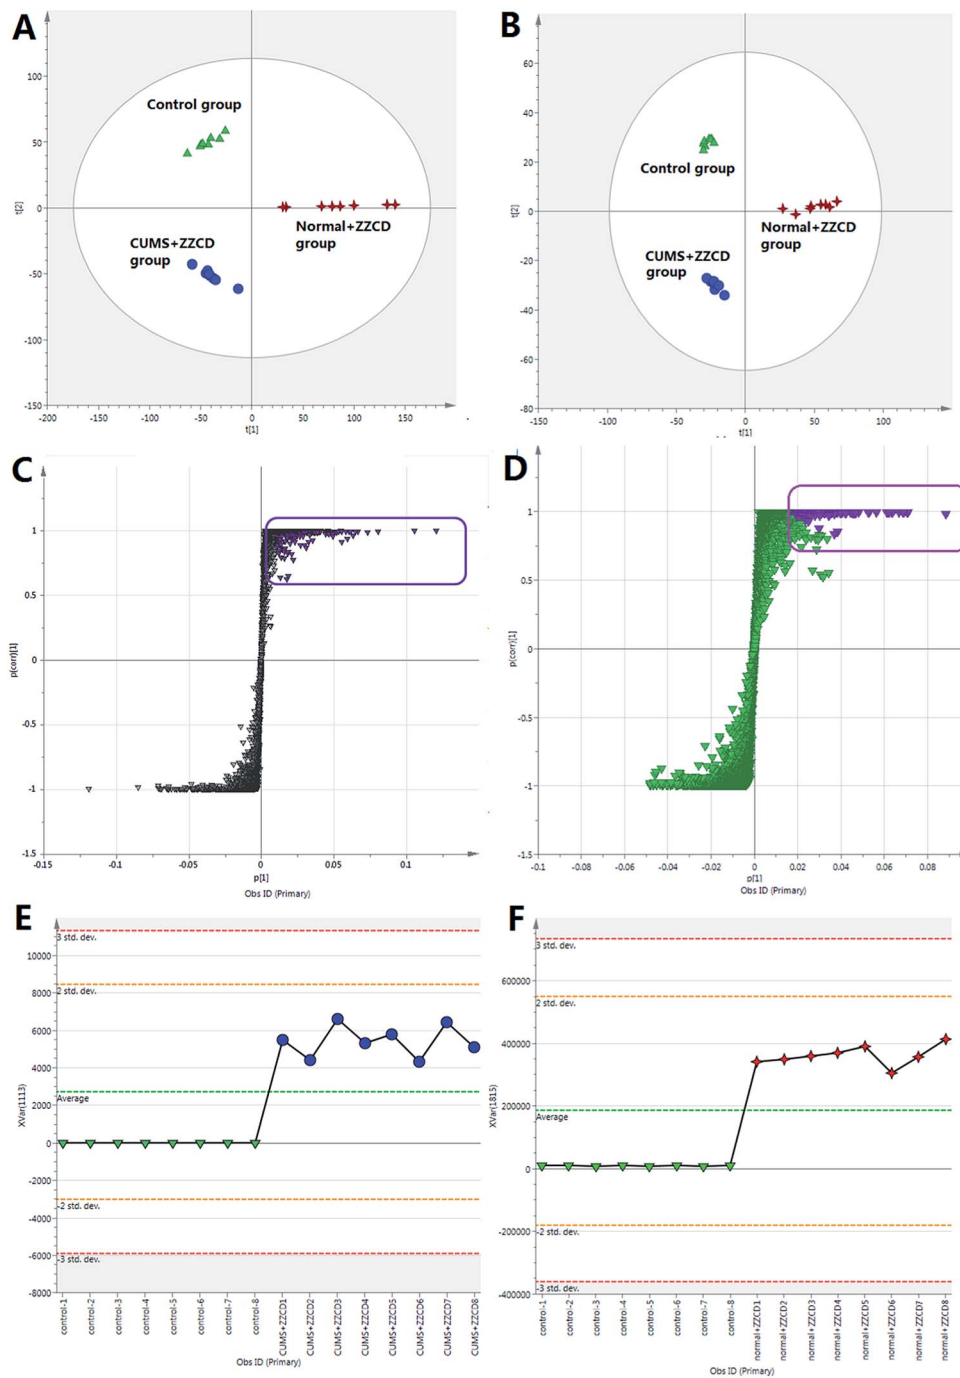 A
100
50
0
-50
-100
-150
t[2]
-200
-150
-100
-50
0
50
100
150
t[1]
Control group
Normal+ZZCD
group
CUMS+ZZCD
group
B
60
40
20
0
-20
-40
-60
-80
t[2]
-100
-50
0
50
100
t[1]
Control group
Normal+ZZCD
group
CUMS+ZZCD
group
C
1
0.5
0
-0.5
-1
-1.5
p(corr)[1]
-0.15
-0.1
-0.05
0
0.05
0.1
p[1]
Obs ID (Primary)
D
1
0.5
0
-0.5
-1
-1.5
p(corr)[1]
-0.1
-0.08
-0.06
-0.04
-0.02
0
0.02
0.04
0.06
0.08
p[1]
Obs ID (Primary)
E
3 std. dev.
2 std. dev.
Average
-2 std. dev.
-3 std. dev.
10000
8000
6000
4000
2000
0
-2000
-4000
-6000
-8000
XVar(1113)
control-1
control-2
control-3
control-4
control-5
control-6
control-7
control-8
CUMS+ZZCD1
CUMS+ZZCD2
CUMS+ZZCD3
CUMS+ZZCD4
CUMS+ZZCD5
CUMS+ZZCD6
CUMS+ZZCD7
CUMS+ZZCD8
Obs ID (Primary)
F
3 std. dev.
2 std. dev.
Average
-2 std. dev.
-3 std. dev.
600000
400000
200000
0
-200000
-400000
XVar(1815)
control-1
control-2
control-3
control-4
control-5
control-6
control-7
control-8
normal+ZZCD1
normal+ZZCD2
normal+ZZCD3
normal+ZZCD4
normal+ZZCD5
normal+ZZCD6
normal+ZZCD7
normal+ZZCD8
Obs ID (Primary)